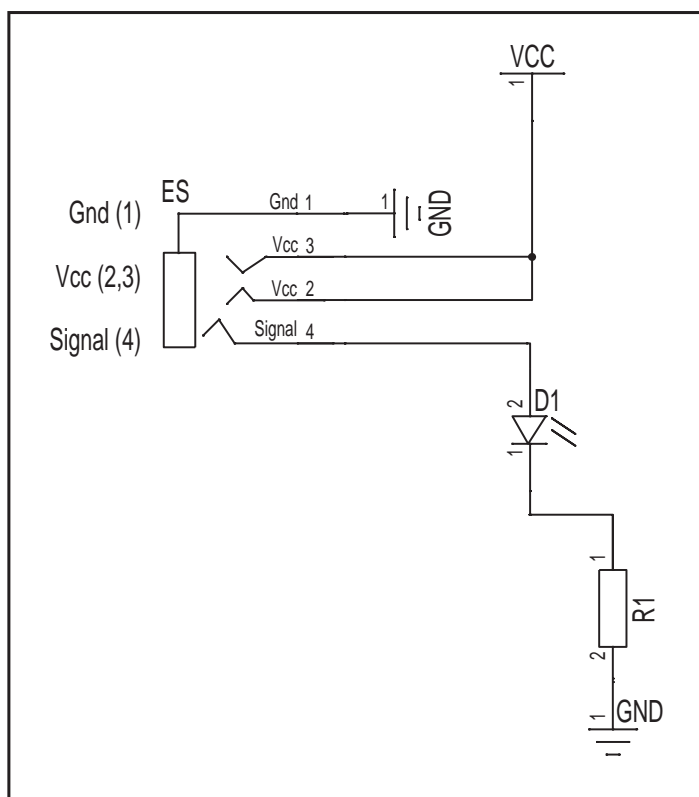 VCC
1
ES
Gnd (1)
Gnd 1
1
GND
Vcc 3
Vcc (2,3)
Vcc 2
Signal (4)
Signal 4
2
D1
1
1
R1
2
1
GND